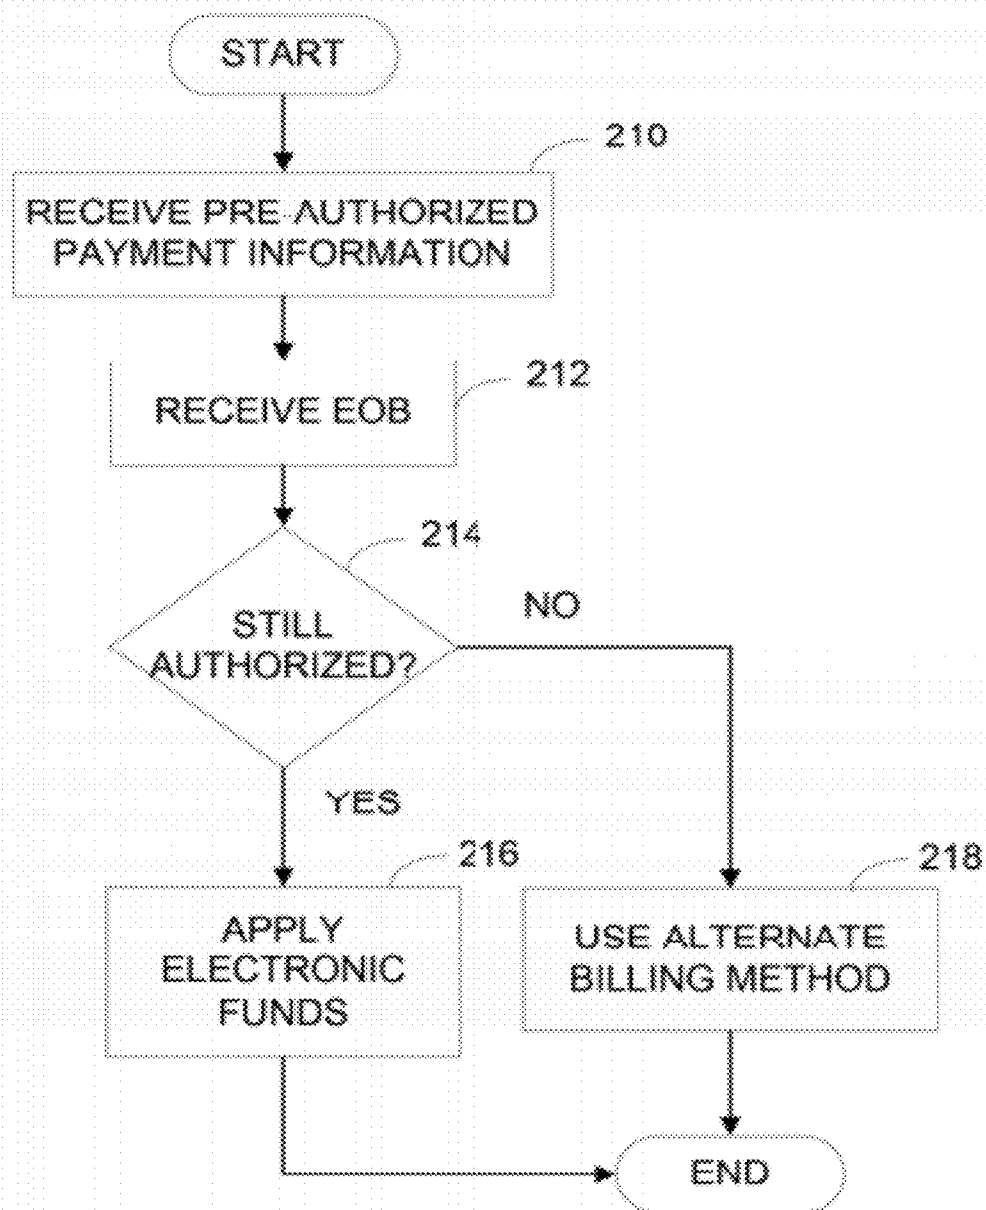 START
210
RECEIVE PRE-AUTHORIZED
PAYMENT INFORMATION
212
RECEIVE EOB
214
STILL
AUTHORIZED?
NO
YES
216
APPLY
ELECTRONIC
FUNDS
218
USE ALTERNATE
BILLING METHOD
END